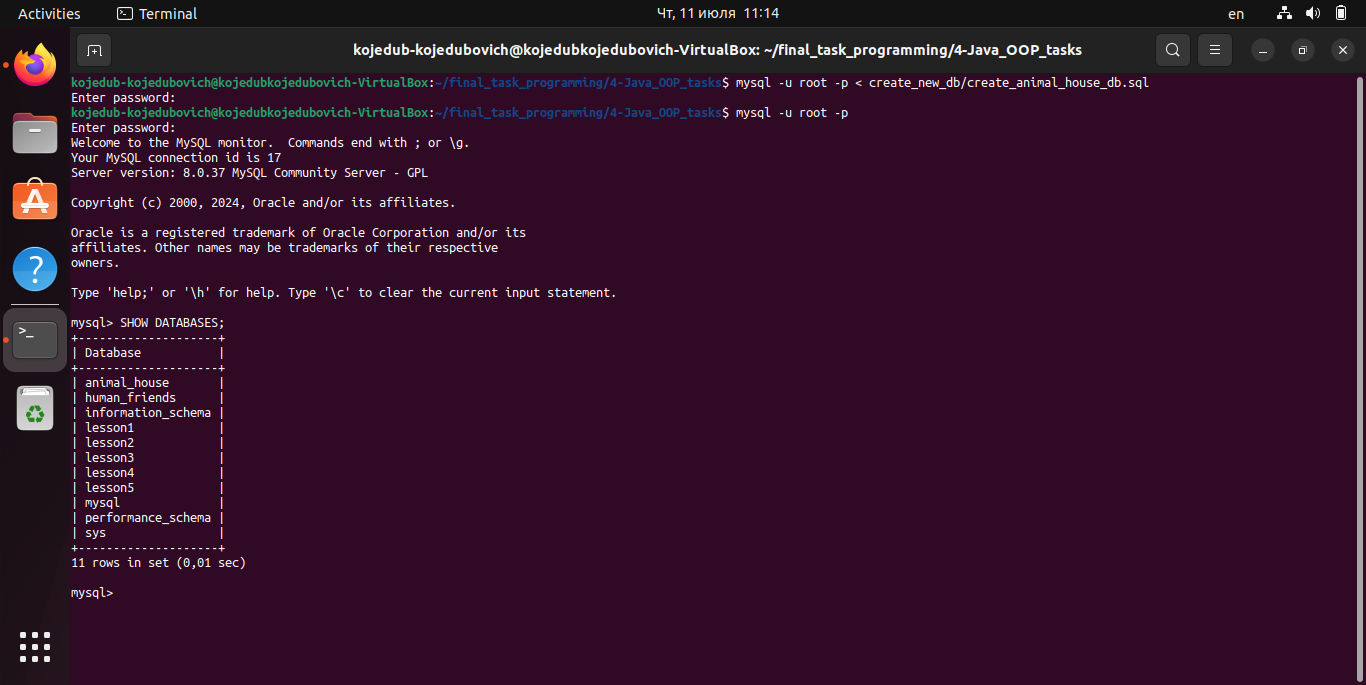 Activities Terminal Чт, 11 июля 11:14 en
kojedub-kojedubovich@kojedubkojedubovich-VirtualBox: ~/final_task_programming/4-Java_OOP_tasks
kojedub-kojedubovich@kojedubkojedubovich-VirtualBox:~/final_task_programming/4-Java_OOP_tasks$ mysql -u root -p < create_new_db/create_animal_house_db.sql
Enter password:
kojedub-kojedubovich@kojedubkojedubovich-VirtualBox:~/final_task_programming/4-Java_OOP_tasks$ mysql -u root -p
Enter password:
Welcome to the MySQL monitor.  Commands end with ; or \g.
Your MySQL connection id is 17
Server version: 8.0.37 MySQL Community Server - GPL

Copyright (c) 2000, 2024, Oracle and/or its affiliates.

Oracle is a registered trademark of Oracle Corporation and/or its
affiliates. Other names may be trademarks of their respective
owners.

Type 'help;' or '\h' for help. Type '\c' to clear the current input statement.

mysql> SHOW DATABASES;
+--------------------+
| Database           |
+--------------------+
| animal_house       |
| human_friends      |
| information_schema |
| lesson1            |
| lesson2            |
| lesson3            |
| lesson4            |
| lesson5            |
| mysql              |
| performance_schema |
| sys                |
+--------------------+
11 rows in set (0,01 sec)

mysql>